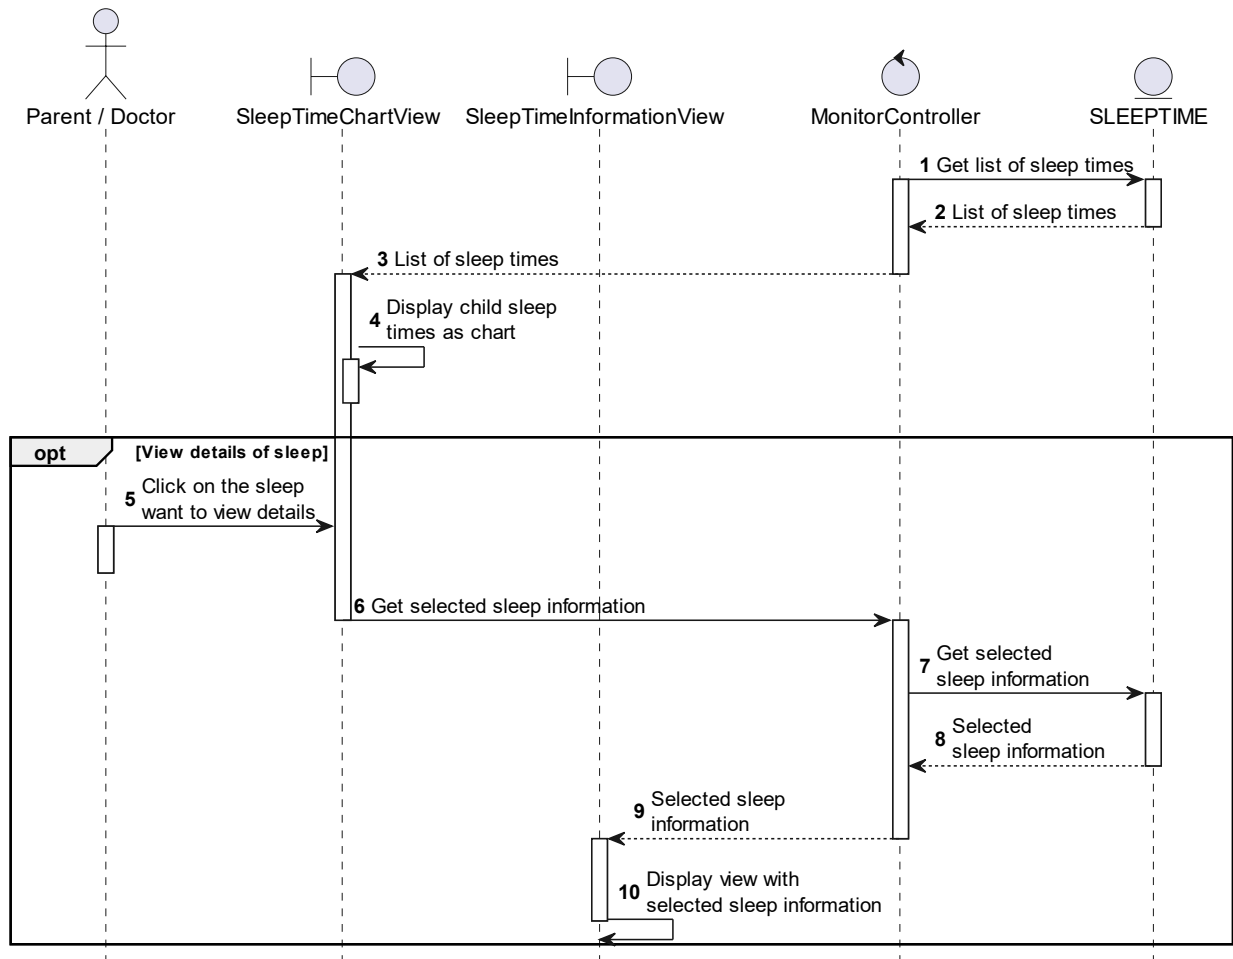 Parent / Doctor
SleepTimeChartView
SleepTimeInformationView
MonitorController
SLEEPTIME
1 Get list of sleep times
2 List of sleep times
3 List of sleep times
4 Display child sleep
times as chart
opt
[View details of sleep]
5 Click on the sleep
want to view details
6 Get selected sleep information
7 Get selected
sleep information
8 Selected
sleep information
9 Selected sleep
information
10 Display view with
selected sleep information